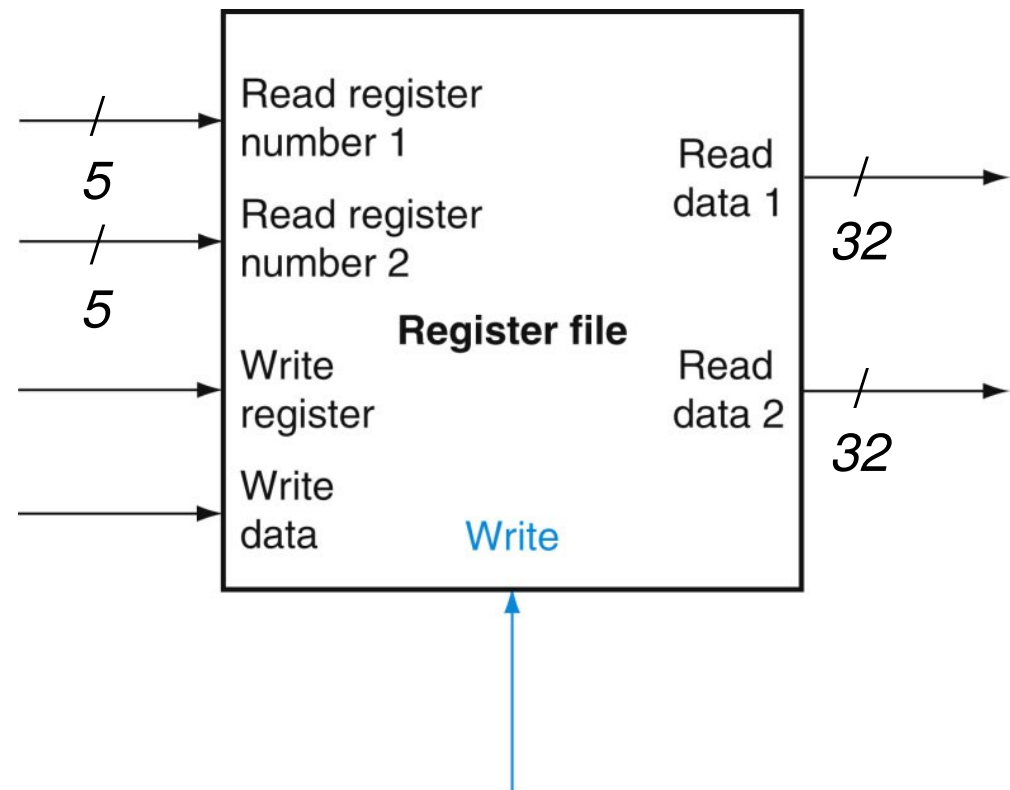 Read register
number 1
5
Read register
number 2
5
Read
data 1
32
Register file
Write
register
Read
data 2
32
Write
data
Write